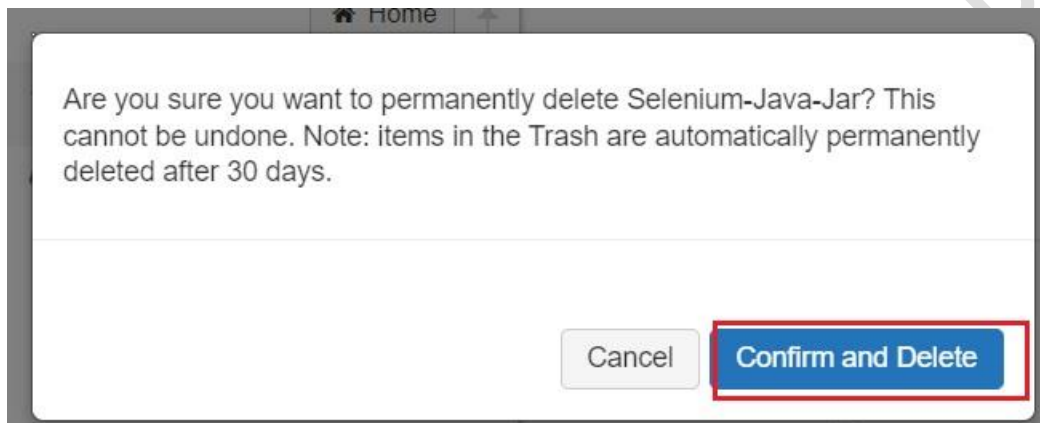 Home
Are you sure you want to permanently delete Selenium-Java-Jar? This
cannot be undone. Note: items in the Trash are automatically permanently
deleted after 30 days.
Cancel
Confirm and Delete